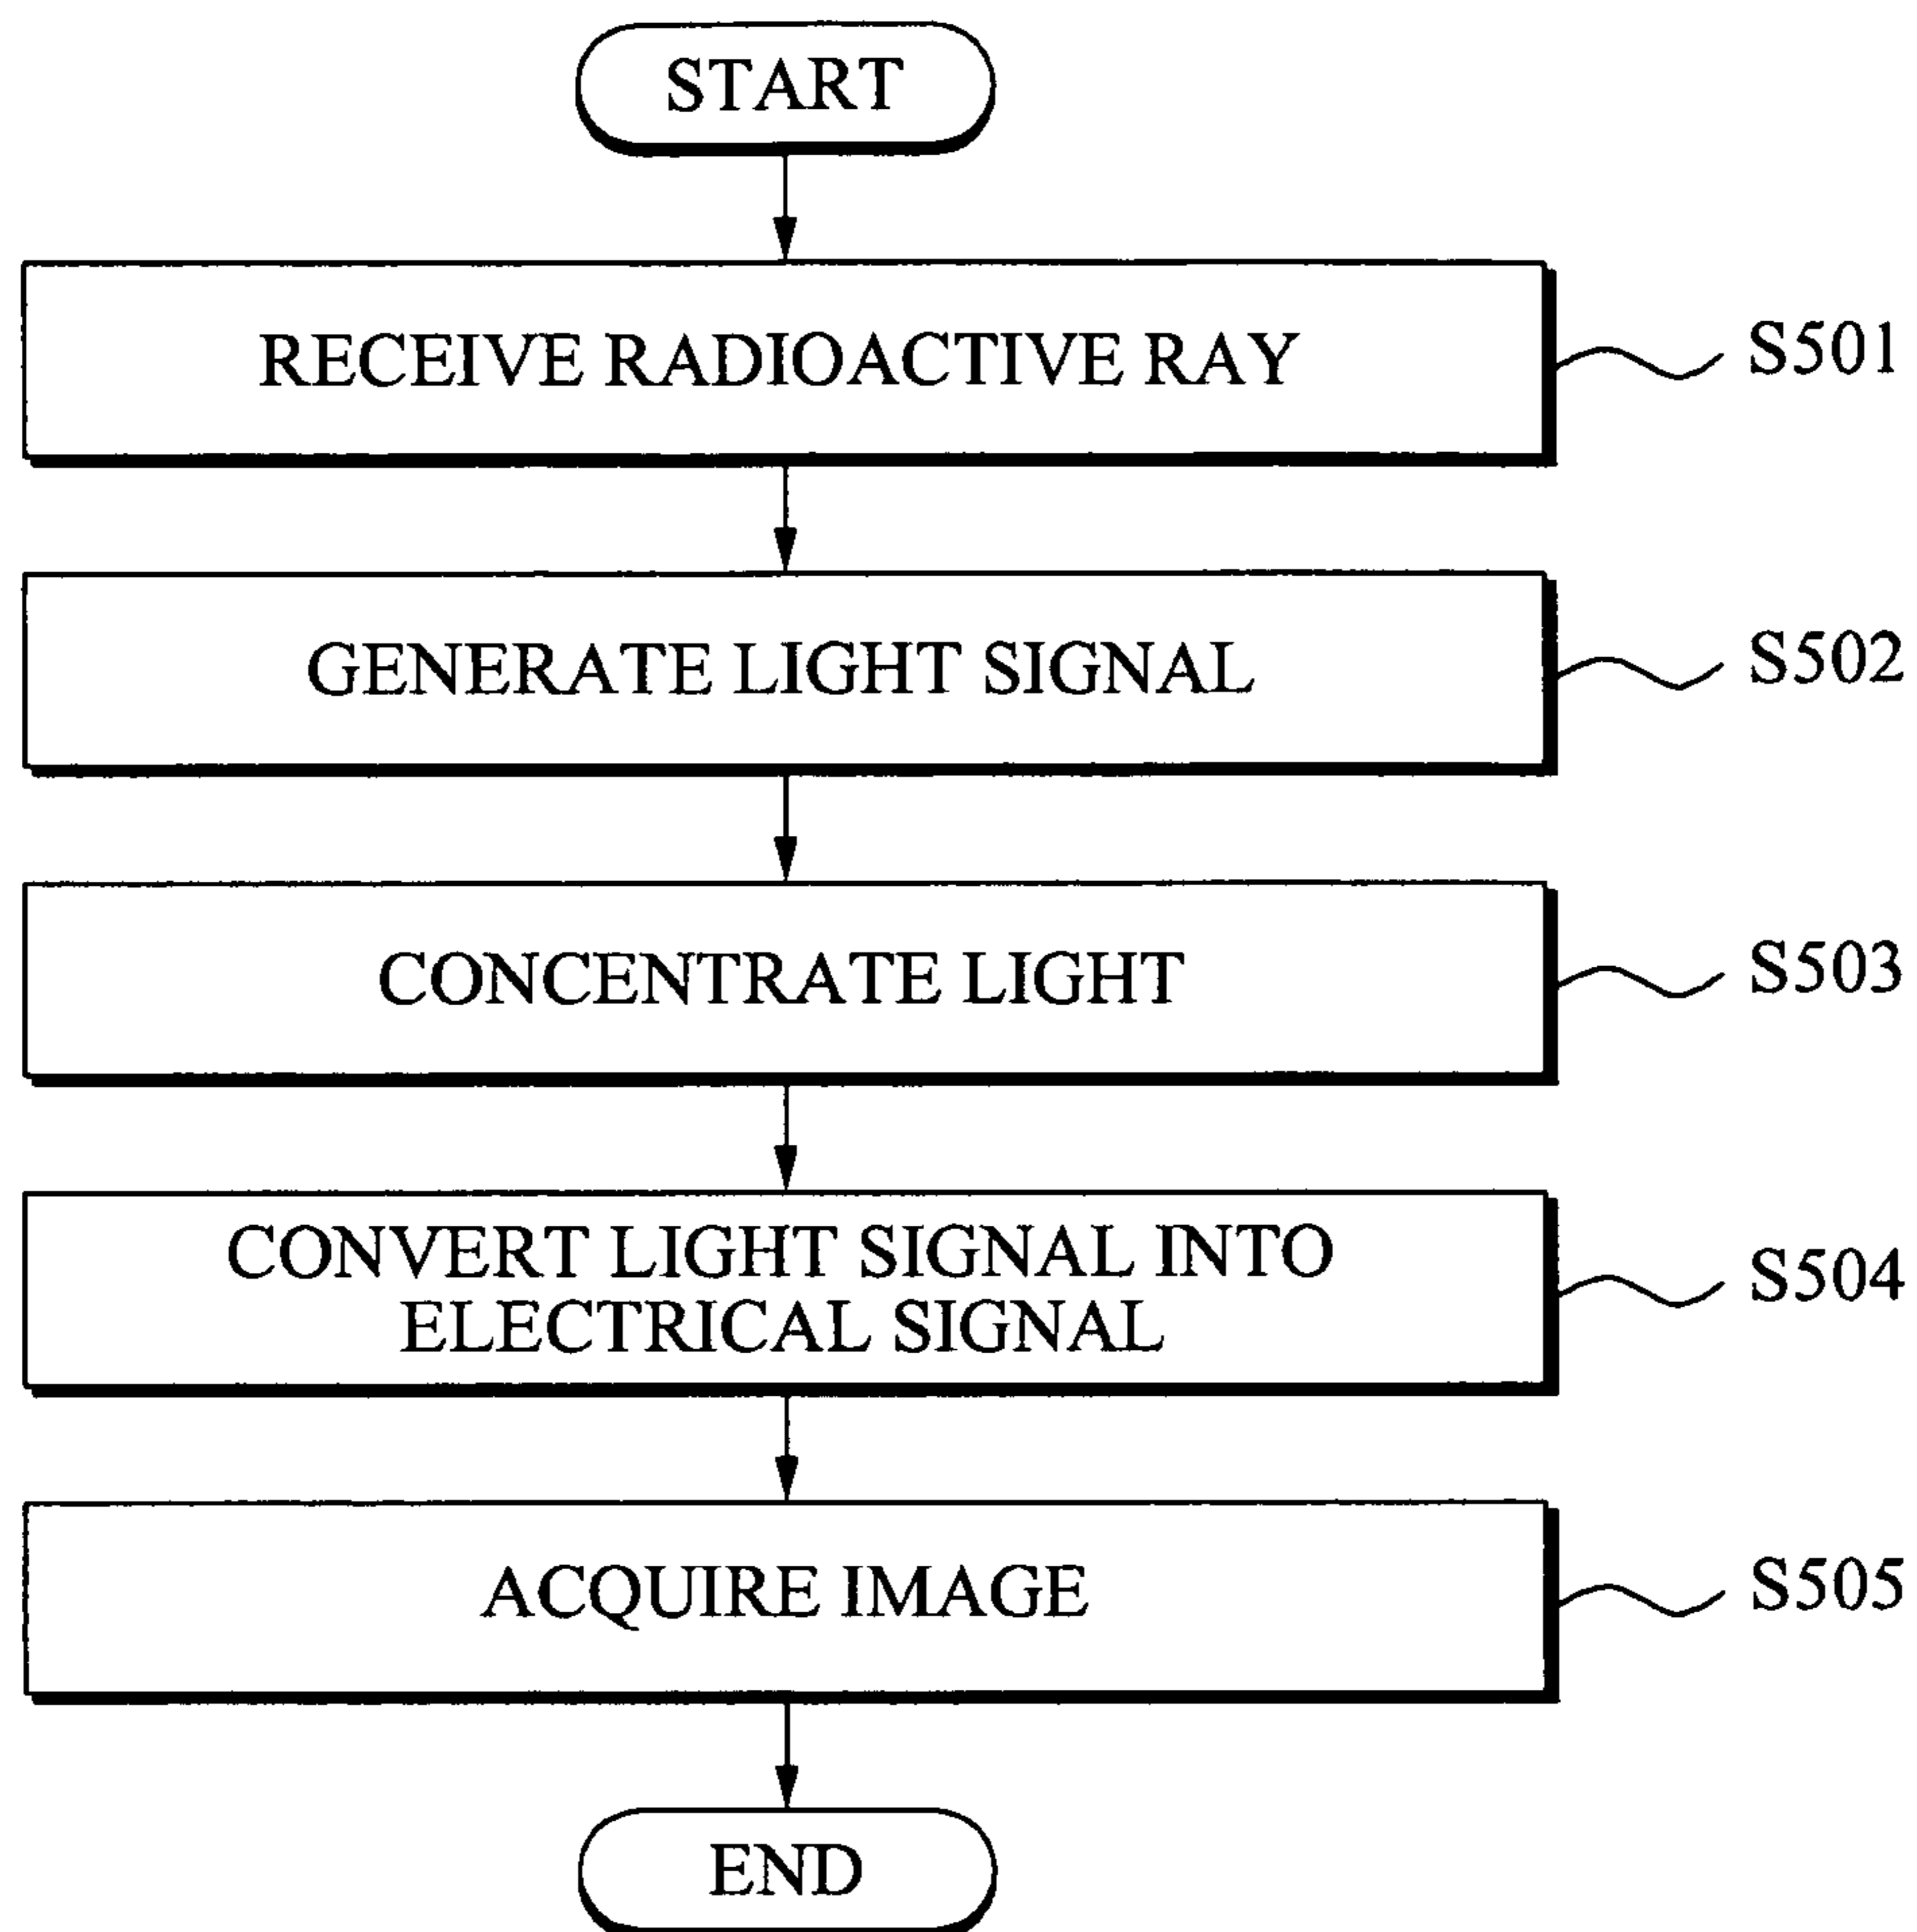 START
RECEIVE RADIOACTIVE RAY
S501
GENERATE LIGHT SIGNAL
S502
CONCENTRATE LIGHT
S503
CONVERT LIGHT SIGNAL INTO
ELECTRICAL SIGNAL
S504
ACQUIRE IMAGE
S505
END